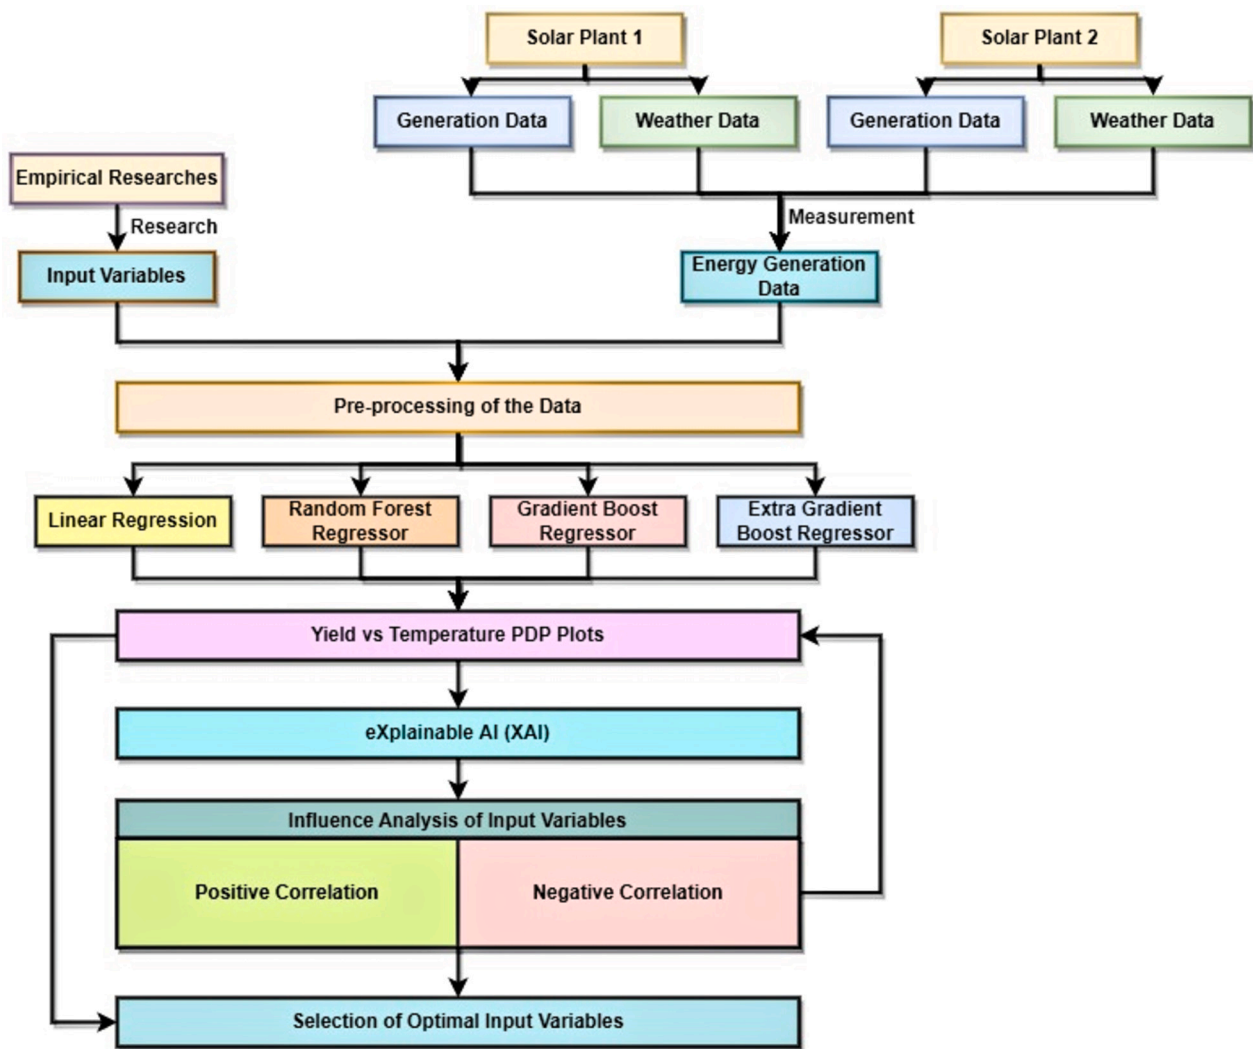 Solar Plant 1
Solar Plant 2
Generation Data
Weather Data
Generation Data
Weather Data
Empirical Researches
Research
Measurement
Input Variables
Energy Generation
Data
Pre-processing of the Data
Linear Regression
Random Forest
Regressor
Gradient Boost
Regressor
Extra Gradient
Boost Regressor
Yield vs Temperature PDP Plots
eXplainable AI (XAI)
Influence Analysis of Input Variables
Positive Correlation
Negative Correlation
Selection of Optimal Input Variables